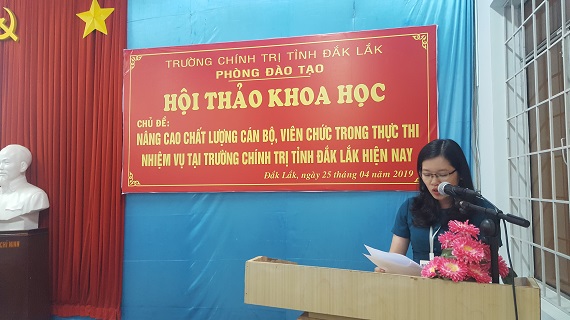 TRƯỜNG CHÍNH TRỊ TỈNH ĐẮK LẮK
PHÒNG ĐÀO TẠO
HỘI THẢO KHOA HỌC
CHỦ ĐỀ:
NÂNG CAO CHẤT LƯỢNG CÁN BỘ, VIÊN CHỨC TRONG THỰC THI
NHIỆM VỤ TẠI TRƯỜNG CHÍNH TRỊ TỈNH ĐẮK LẮK HIỆN NAY
Đắk Lắk, ngày 25 tháng 04 năm 2019
CHÍ MINH